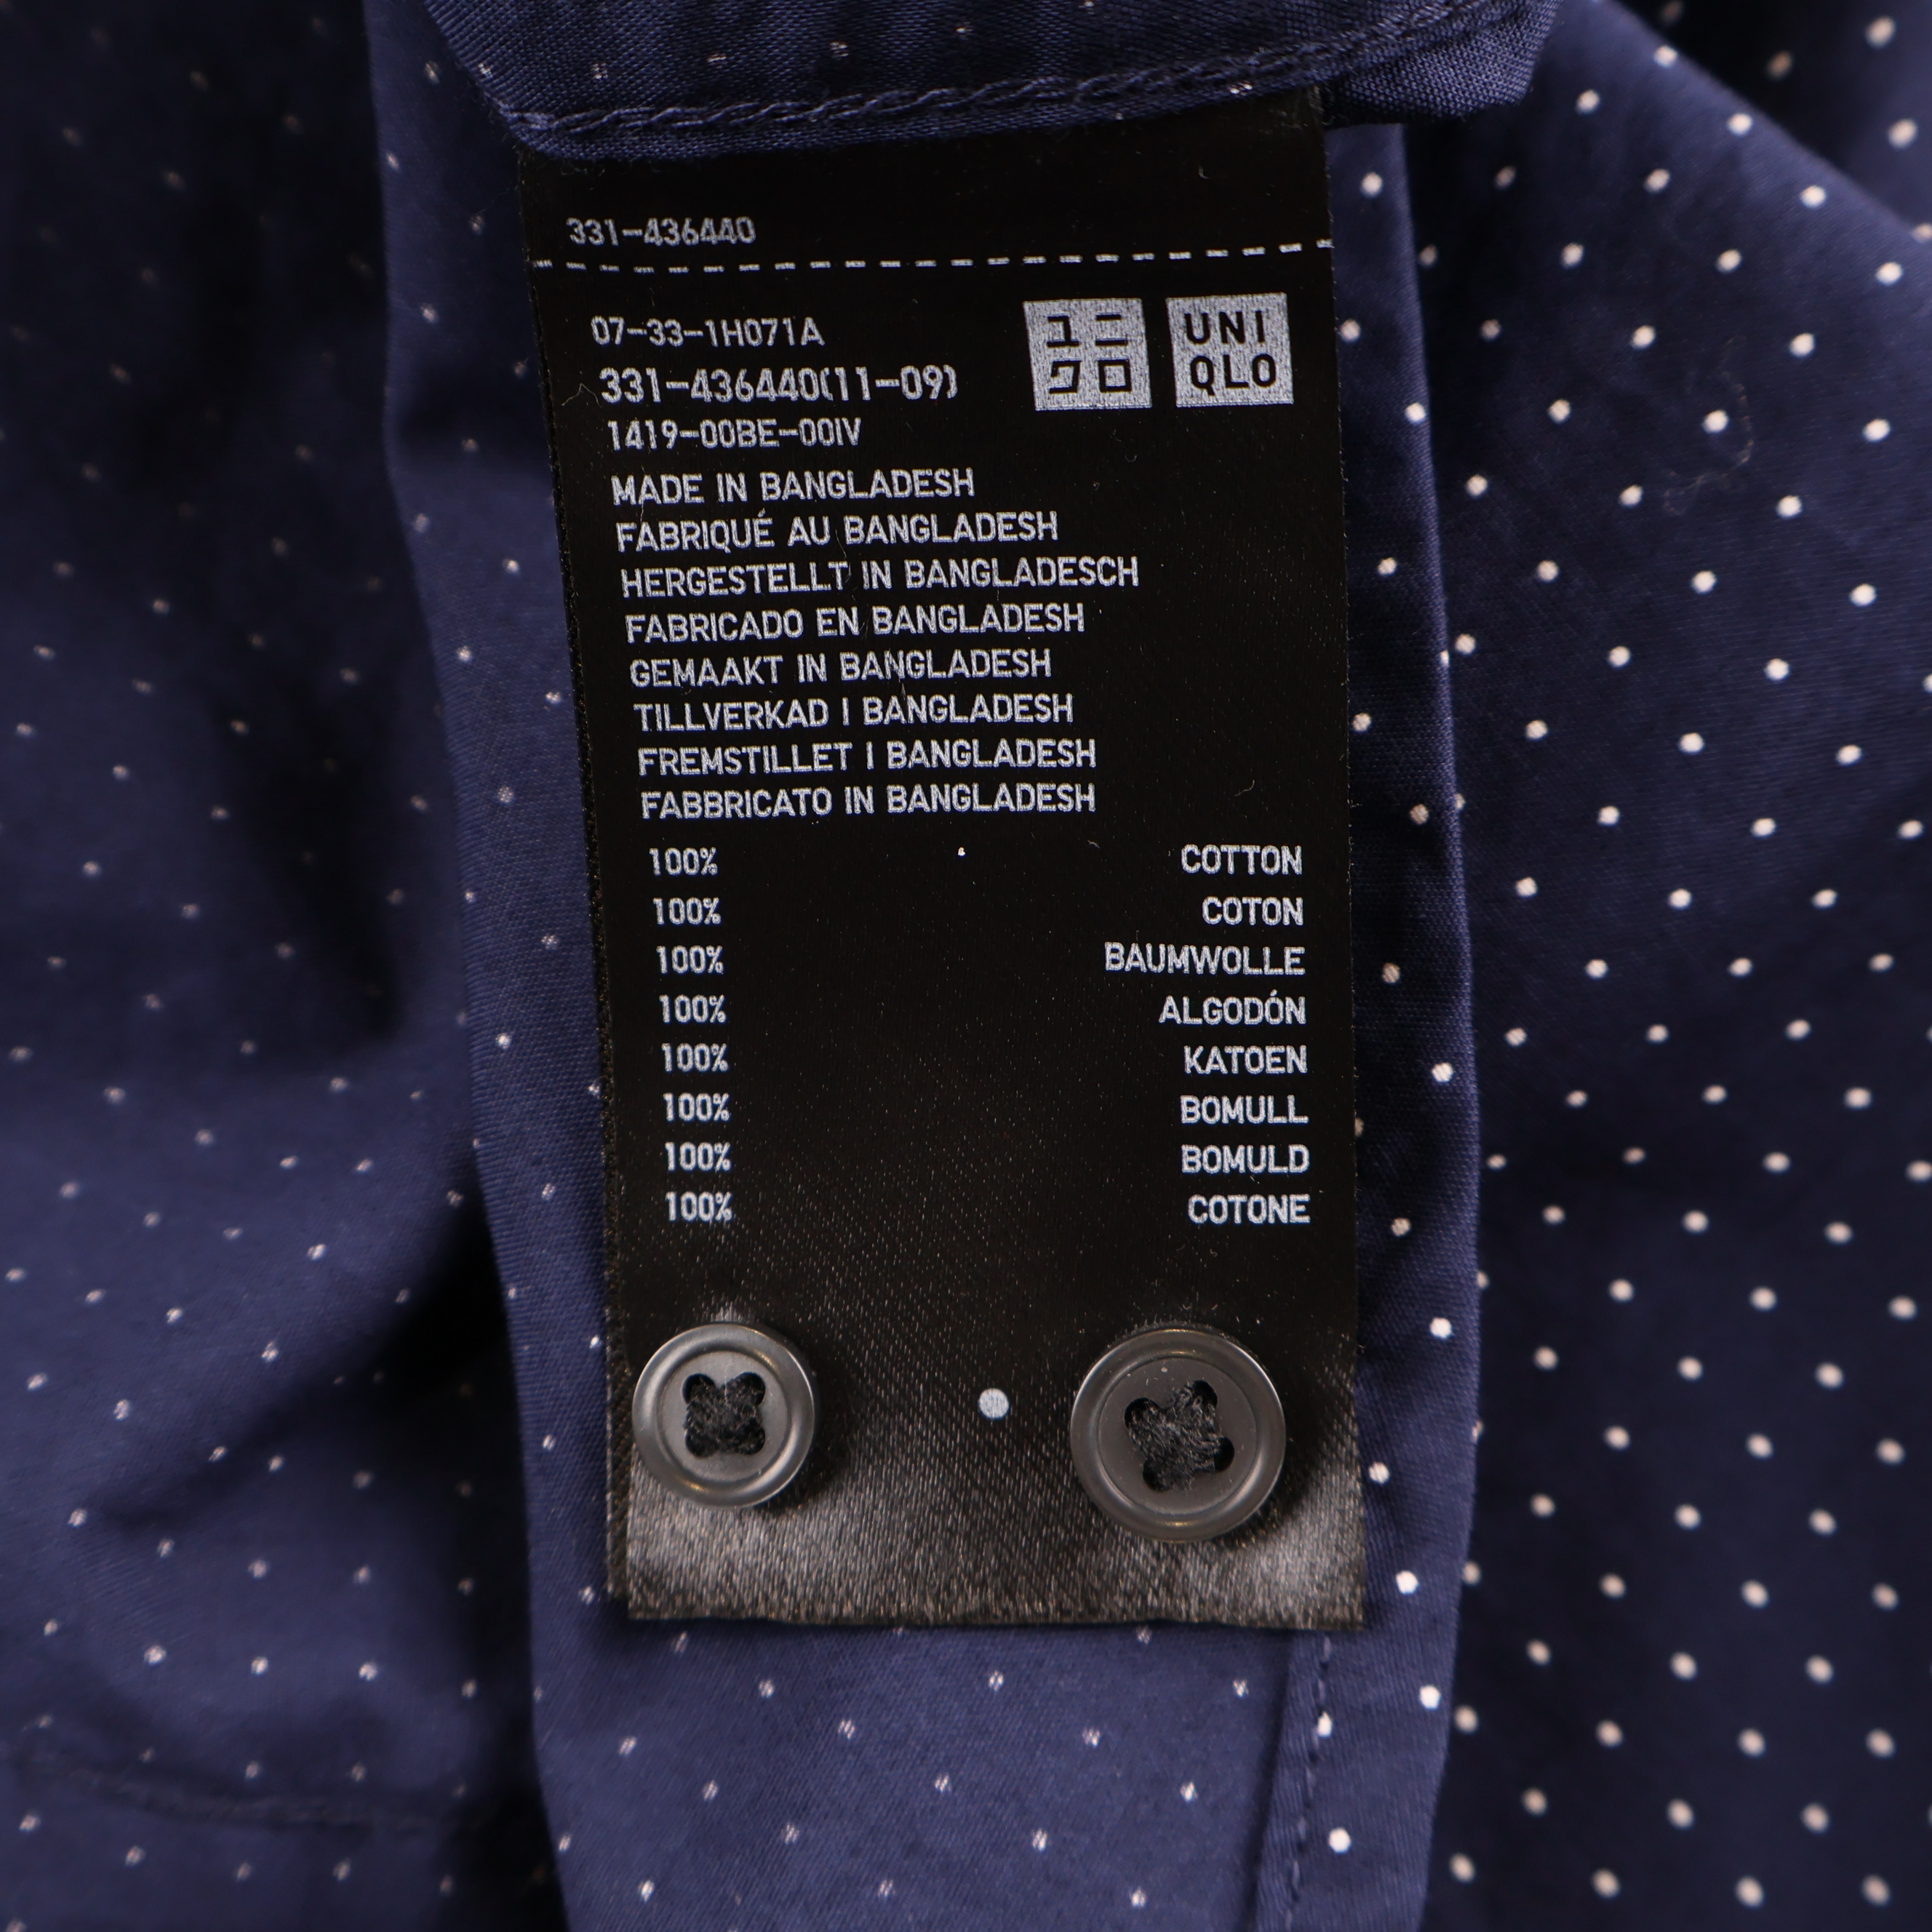 331-436440
07-33-1H071A
331-436440(11-09)
1419-00BE-00IV
ユニ
クロ
UNI
QLO
MADE IN BANGLADESH
FABRIQUÉ AU BANGLADESH
HERGESTELLT IN BANGLADESCH
FABRICADO EN BANGLADESH
GEMAAKT IN BANGLADESH
TILLVERKAD I BANGLADESH
FREMSTILLET I BANGLADESH
FABBRICATO IN BANGLADESH
100% COTTON
100% COTON
100% BAUMWOLLE
100% ALGODÓN
100% KATOEN
100% BOMULL
100% BOMULD
100% COTONE